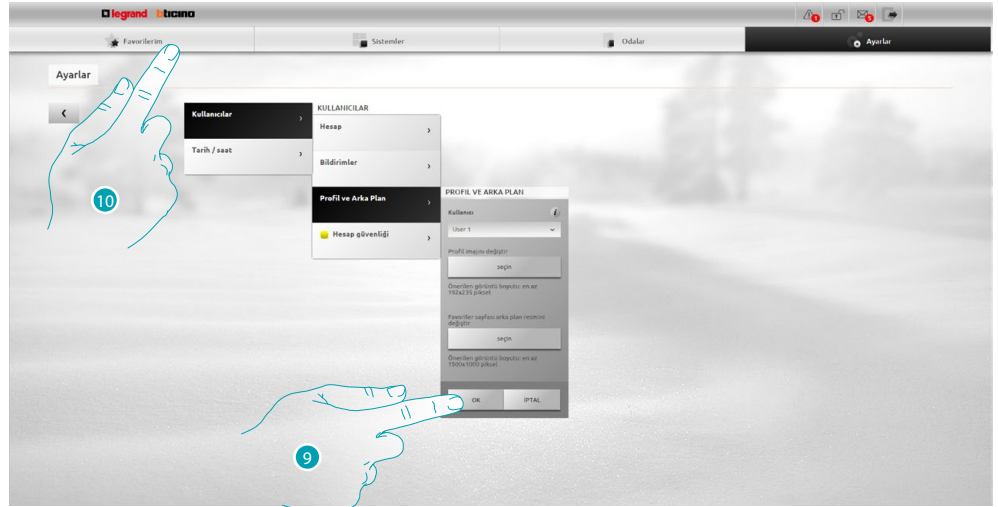 legrand bticino
0
0
Favorilerim
Sistemler
Odalar
Ayarlar
Ayarlar
Kullanıcılar
Tarih / saat
KULLANICILAR
Hesap
Bildirimler
Profil ve Arka Plan
Hesap güvenliği
PROFIL VE ARKA PLAN
Kullanıcı
i
User 1
Profil imajını değiştir
seçin
Önerilen görüntü boyutu: en az
192x235 piksel
Favoriler sayfası arka plan resmini
değiştir
seçin
Önerilen görüntü boyutu: en az
1500x1000 piksel
OK
İPTAL
10
9